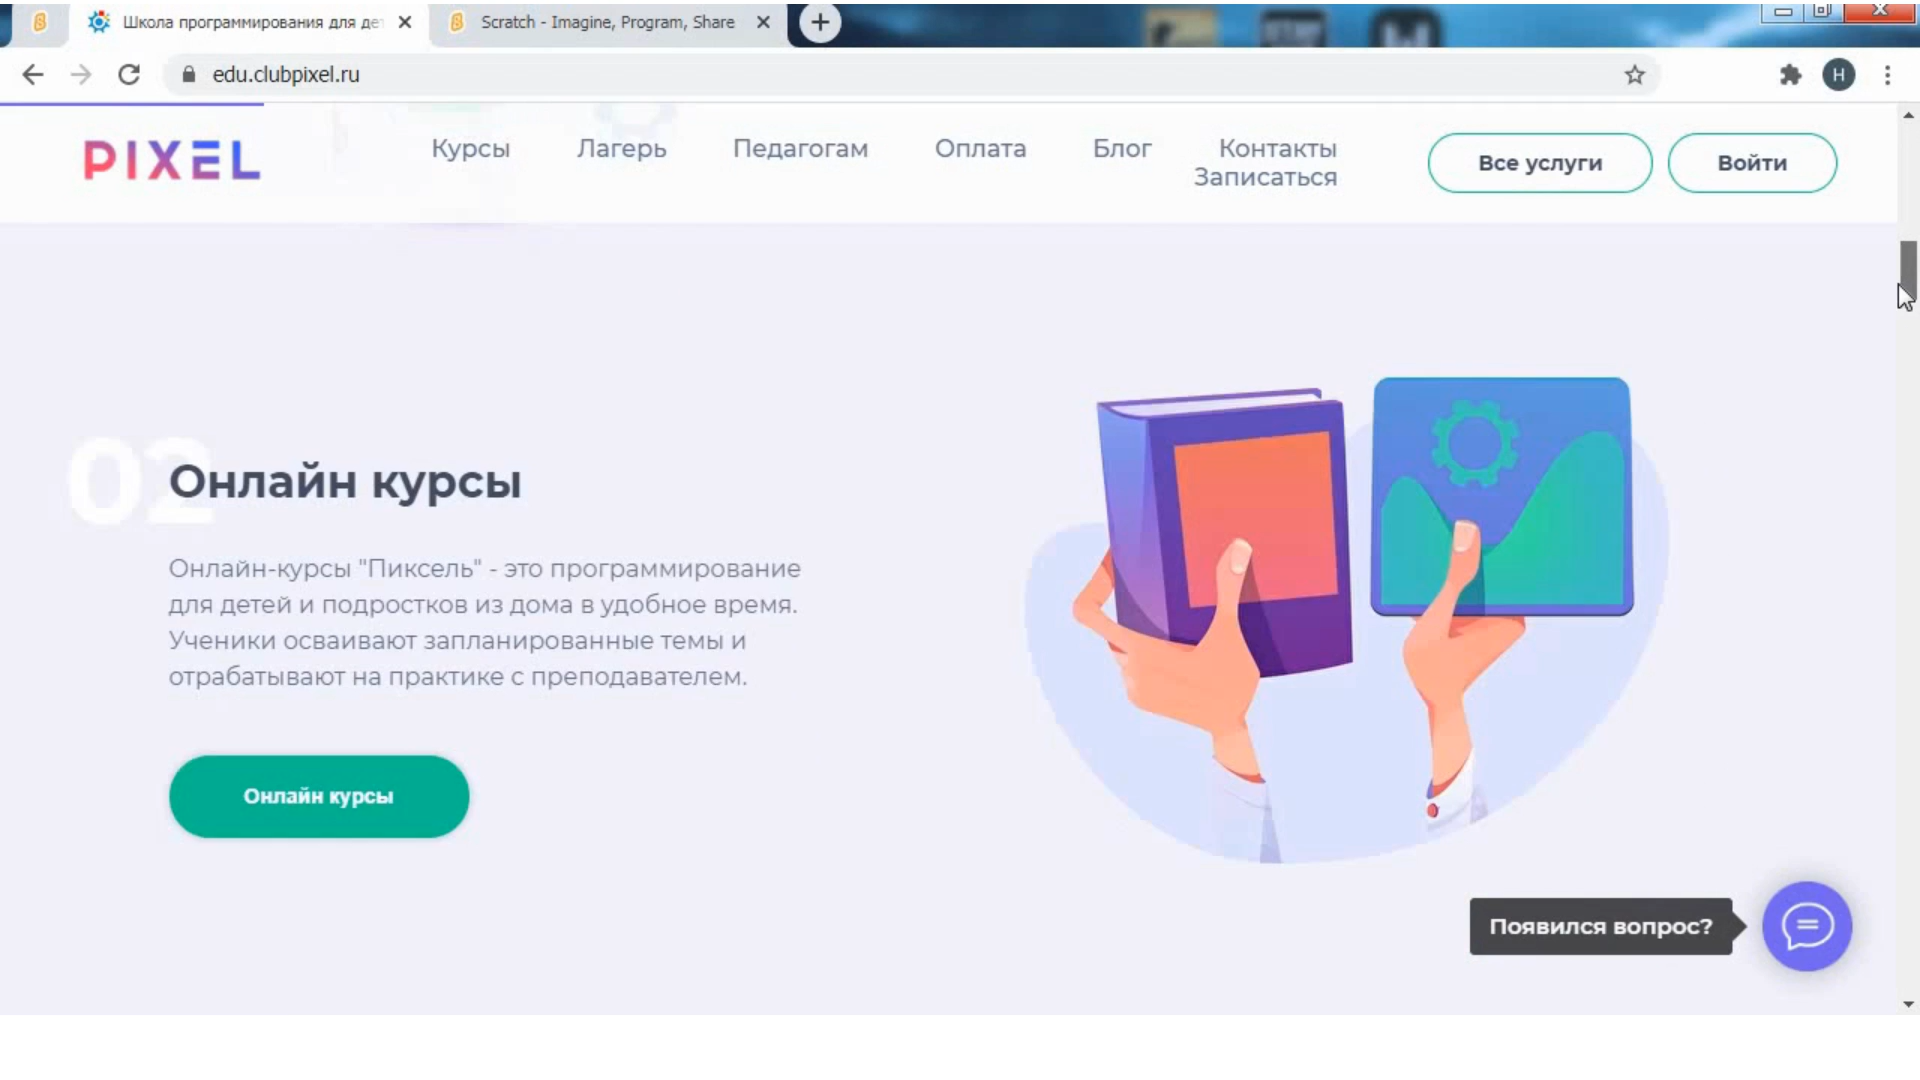 Школа программирования для де
Scratch - Imagine, Program, Share
edu.clubpixel.ru
H
PIXEL
Курсы
Лагерь
Педагогам
Оплата
Блог
Контакты
Записаться
Все услуги
Войти
02
Онлайн курсы
Онлайн-курсы "Пиксель" - это программирование
для детей и подростков из дома в удобное время.
Ученики осваивают запланированные темы и
отрабатывают на практике с преподавателем.
Онлайн курсы
Появился вопрос?